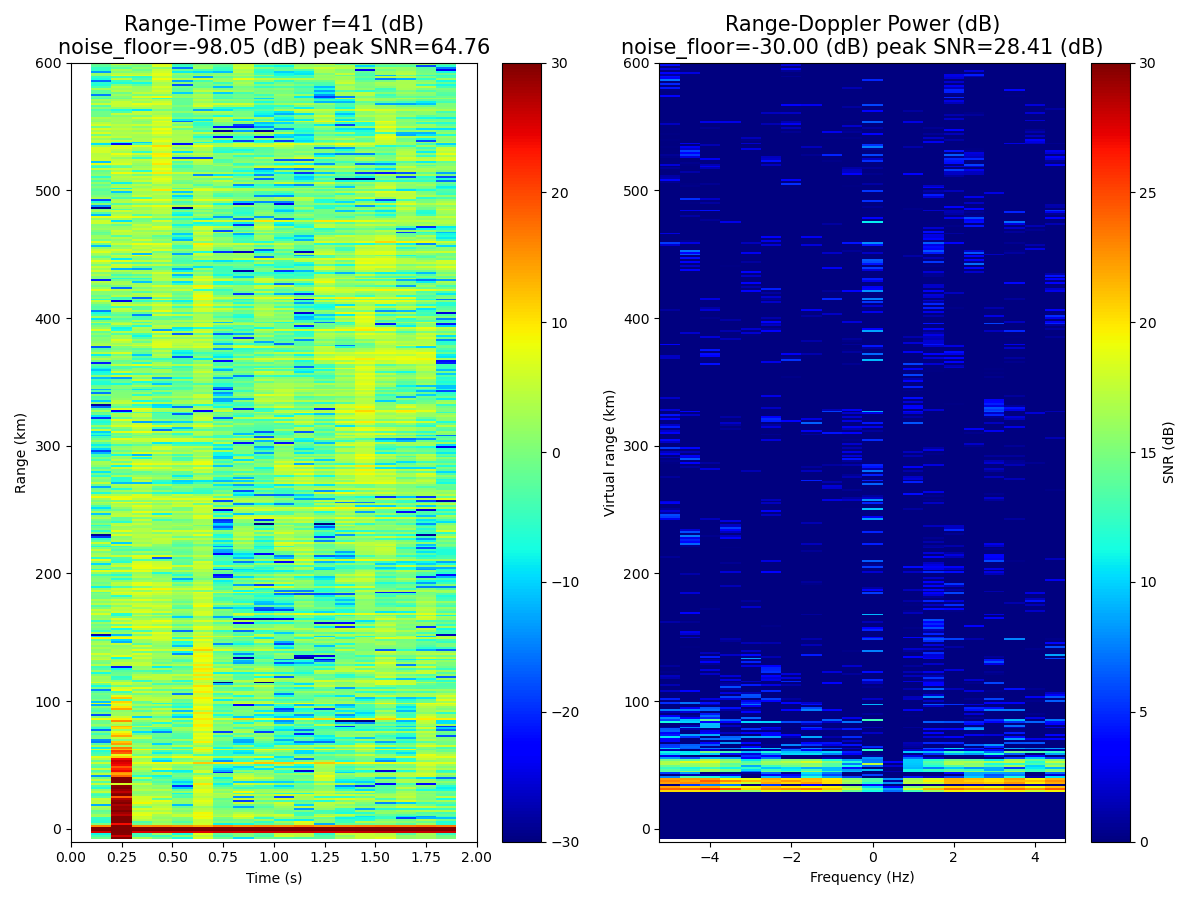 Range-Time Power f=41 (dB)
noise_floor=-98.05 (dB) peak SNR=64.76
600
500
400
300
200
100
0
Range (km)
0.00 0.25 0.50 0.75 1.00 1.25 1.50 1.75 2.00
Time (s)
30
20
10
0
−10
−20
−30
Range-Doppler Power (dB)
noise_floor=-30.00 (dB) peak SNR=28.41 (dB)
600
500
400
300
200
100
0
Virtual range (km)
−4 −2 0 2 4
Frequency (Hz)
30
25
20
15
10
5
0
SNR (dB)